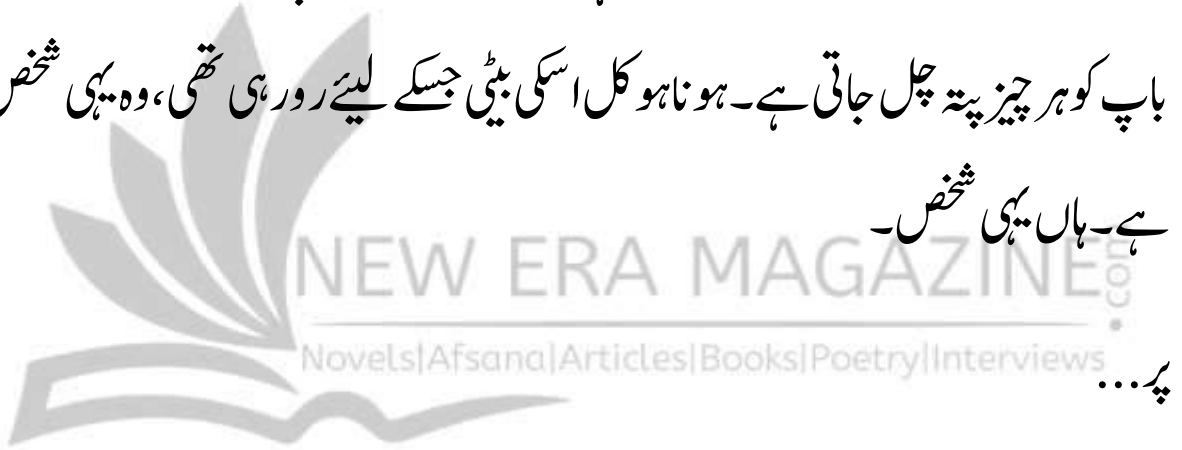 باپ کو ہر چیز پتہ چل جاتی ہے۔ ہو نا ہو کل اسکی بیٹی جسکے لیئے رو رہی تھی، وہ یہی شخص
ہے۔ ہاں یہی شخص۔
NEW ERA MAGAZINE.com
Novels|Afsana|Articles|Books|Poetry|Interviews
پر...